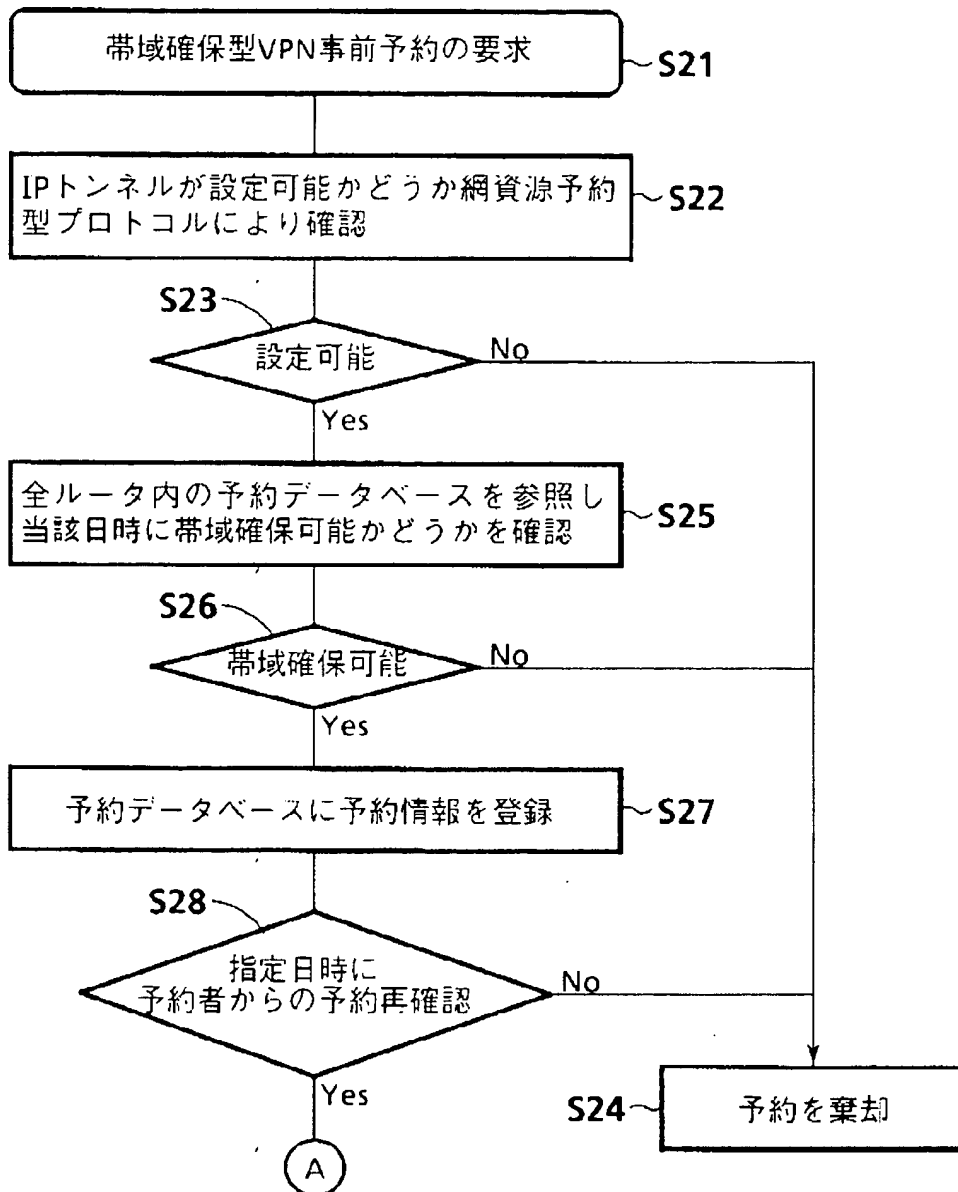 帯域確保型VPN事前予約の要求
S21
IPトンネルが設定可能かどうか網資源予約
型プロトコルにより確認
S22
S23
設定可能
No
Yes
全ルータ内の予約データベースを参照し
当該日時に帯域確保可能かどうかを確認
S25
S26
帯域確保可能
No
Yes
予約データベースに予約情報を登録
S27
S28
指定日時に
予約者からの予約再確認
No
Yes
S24
予約を棄却
A